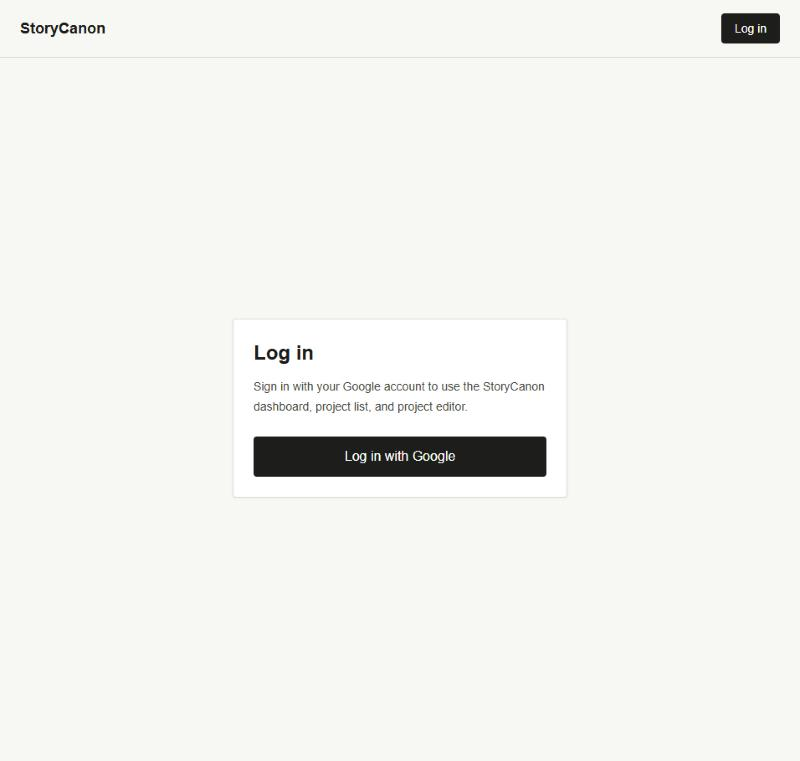 StoryCanon
Log in
Log in
Sign in with your Google account to use the StoryCanon
dashboard, project list, and project editor.
Log in with Google